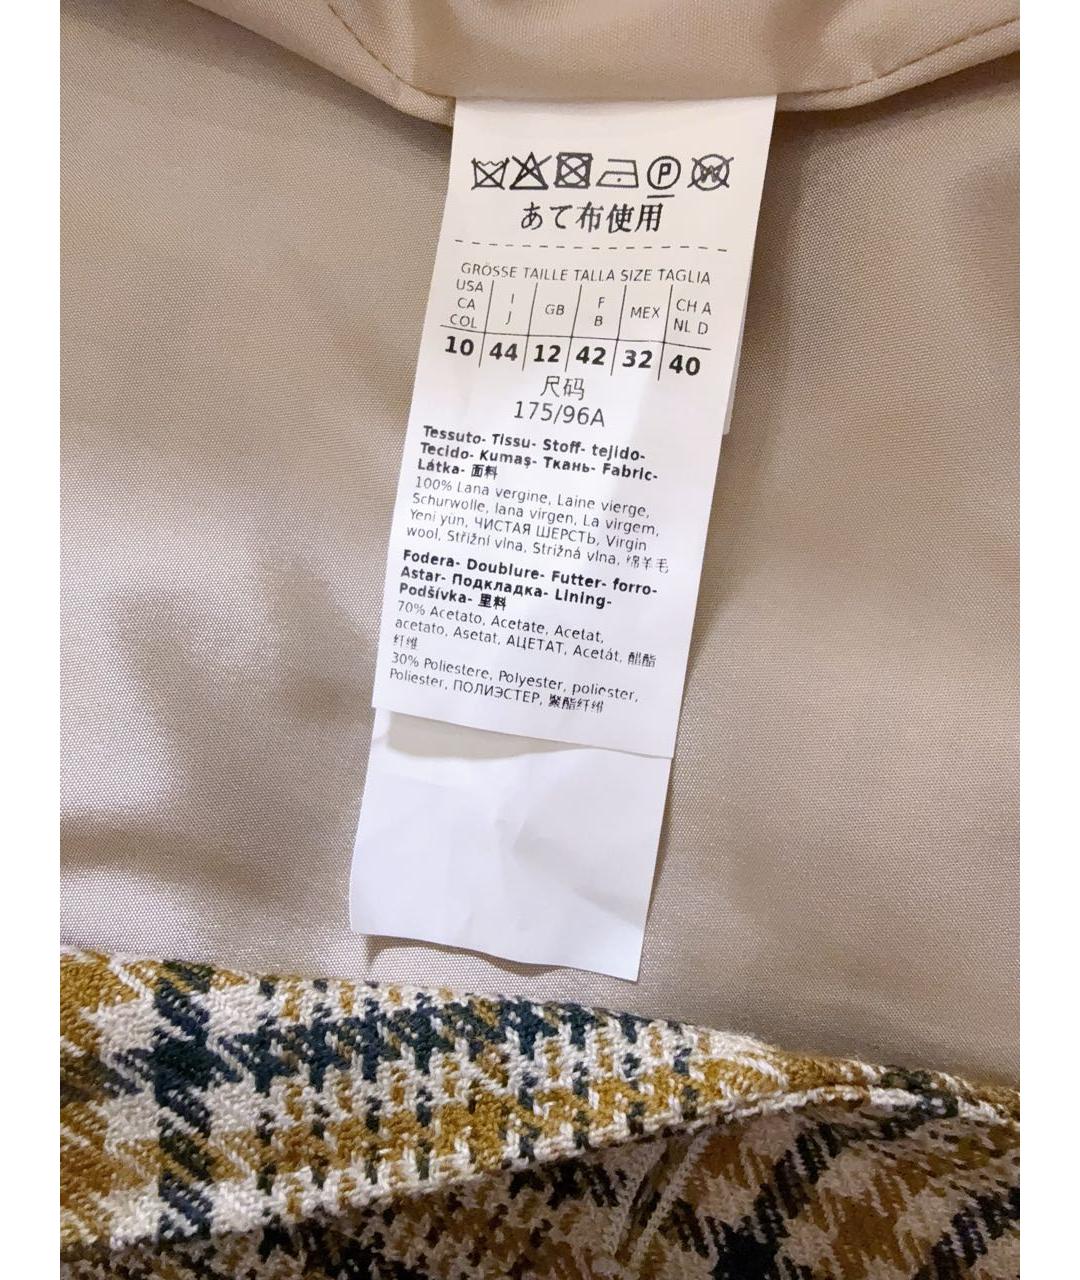 P W
あて布使用
GRÖSSE TAILLE TALLA SIZE TAGLIA
USA CA COL I J GB F B MEX CH A NL D
10 44 12 42 32 40
尺码
175/96A
Tessuto- Tissu- Stoff- tejido-
Tecido- Kumaş- Ткань- Fabric-
Látka- 面料
100% Lana vergine, Laine vierge,
Schurwolle, lana virgen, La virgem,
Yeni yün, ЧИСТАЯ ШЕРСТЬ, Virgin
wool, Střižní vlna, Strižná vlna, 绵羊毛
Fodera- Doublure- Futter- forro-
Astar- Подкладка- Lining-
Podšívka- 里料
70% Acetato, Acetate, Acetat,
acetato, Asetat, АЦЕТАТ, Acetát, 醋酯
纤维
30% Poliestere, Polyester, poliester,
Poliester, ПОЛИЭСТЕР, 聚酯纤维